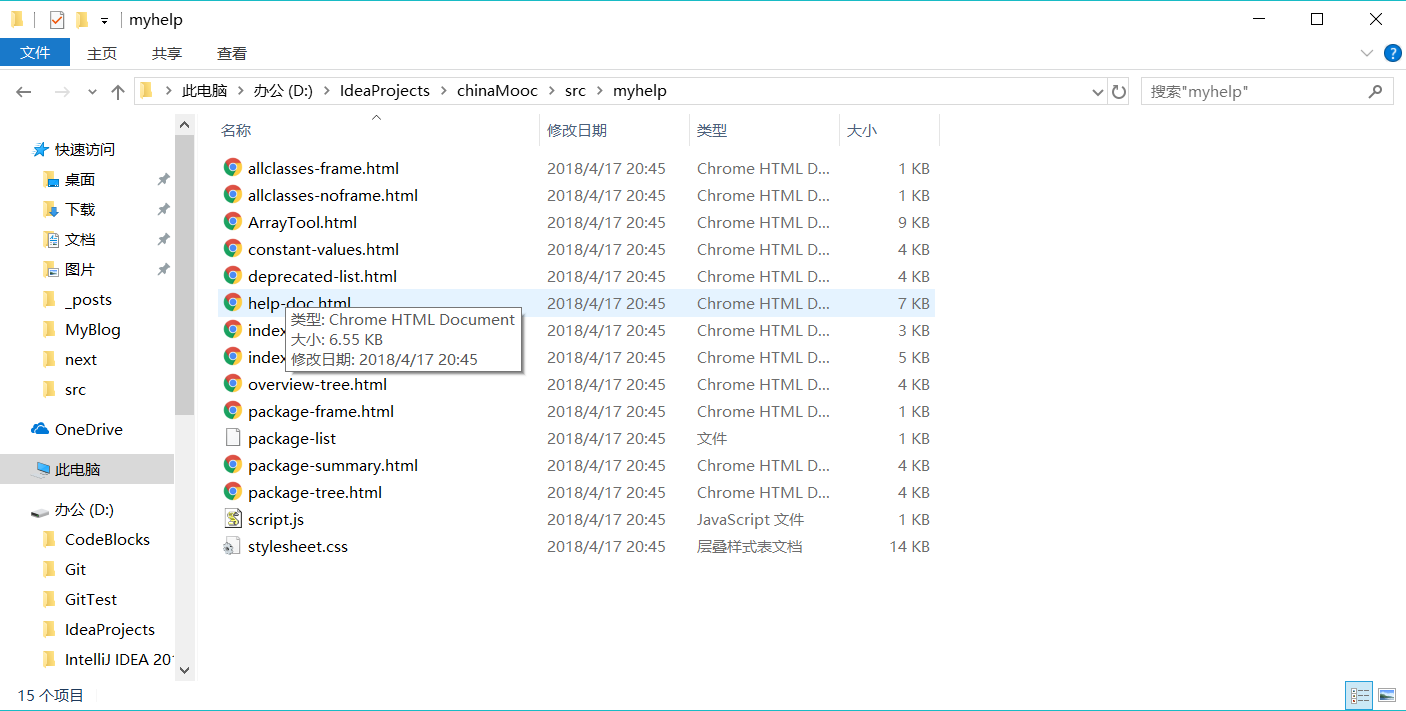 myhelp
文件 主页 共享 查看
此电脑 办公 (D:) IdeaProjects chinaMooc src myhelp 搜索"myhelp"
名称 修改日期 类型 大小
快速访问
桌面
下载
文档
图片
_posts
MyBlog
next
src
OneDrive
此电脑
办公 (D:)
CodeBlocks
Git
GitTest
IdeaProjects
IntelliJ IDEA 201
allclasses-frame.html 2018/4/17 20:45 Chrome HTML D... 1 KB
allclasses-noframe.html 2018/4/17 20:45 Chrome HTML D... 1 KB
ArrayTool.html 2018/4/17 20:45 Chrome HTML D... 9 KB
constant-values.html 2018/4/17 20:45 Chrome HTML D... 4 KB
deprecated-list.html 2018/4/17 20:45 Chrome HTML D... 4 KB
help-doc.html 2018/4/17 20:45 Chrome HTML D... 7 KB
类型: Chrome HTML Document
大小: 6.55 KB
修改日期: 2018/4/17 20:45
index 2018/4/17 20:45 Chrome HTML D... 3 KB
index 2018/4/17 20:45 Chrome HTML D... 5 KB
overview-tree.html 2018/4/17 20:45 Chrome HTML D... 4 KB
package-frame.html 2018/4/17 20:45 Chrome HTML D... 1 KB
package-list 2018/4/17 20:45 文件 1 KB
package-summary.html 2018/4/17 20:45 Chrome HTML D... 4 KB
package-tree.html 2018/4/17 20:45 Chrome HTML D... 4 KB
script.js 2018/4/17 20:45 JavaScript 文件 1 KB
stylesheet.css 2018/4/17 20:45 层叠样式表文档 14 KB
15 个项目